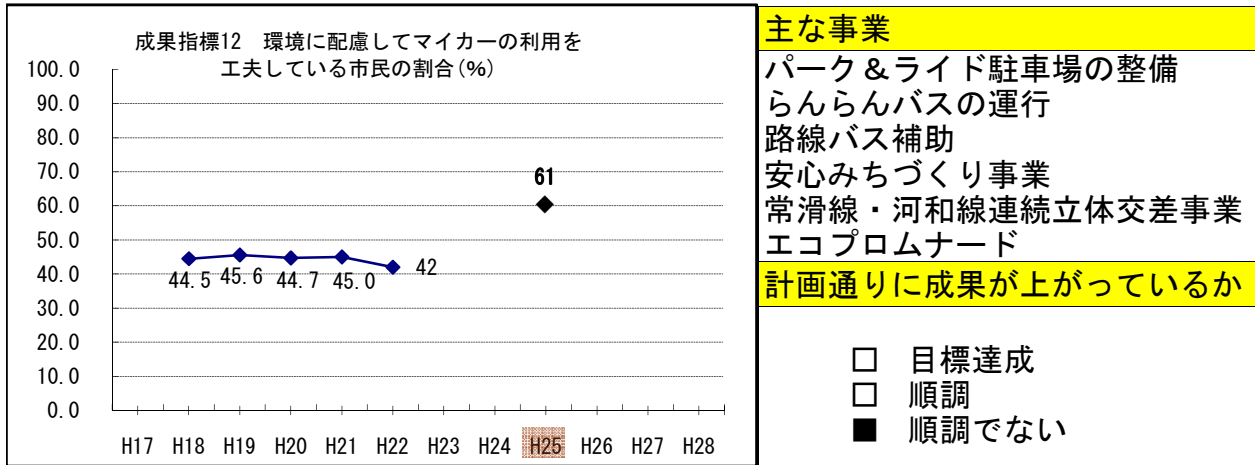 成果指標12 環境に配慮してマイカーの利用を
工夫している市民の割合(%)
100.0
90.0
80.0
70.0
60.0
50.0
40.0
30.0
20.0
10.0
0.0
44.5 45.6 44.7 45.0 42
61
H17 H18 H19 H20 H21 H22 H23 H24 H25 H26 H27 H28
主な事業
パーク&ライド駐車場の整備
らんらんバスの運行
路線バス補助
安心みちづくり事業
常滑線・河和線連続立体交差事業
エコプロムナード
計画通りに成果が上がっているか
□ 目標達成
□ 順調
■ 順調でない